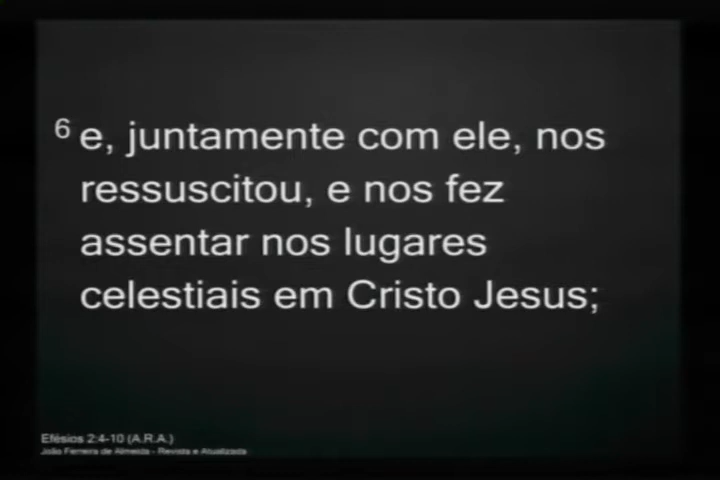 6 e, juntamente com ele, nos
ressuscitou, e nos fez
assentar nos lugares
celestiais em Cristo Jesus;
Efésios 2:4-10 (A.R.A.)
João Ferreira de Almeida - Revista e Atualizada